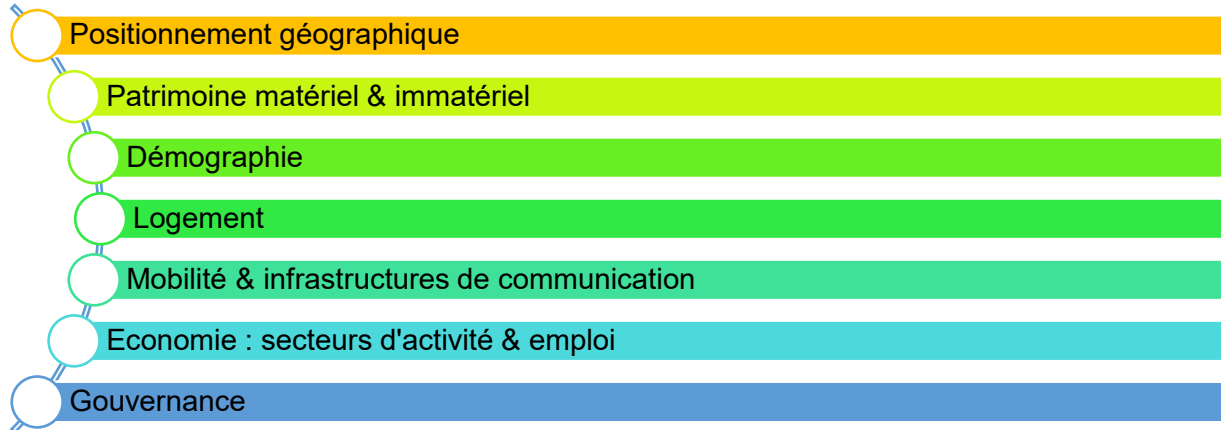 Positionnement géographique
Patrimoine matériel & immatériel
Démographie
Logement
Mobilité & infrastructures de communication
Economie : secteurs d'activité & emploi
Gouvernance